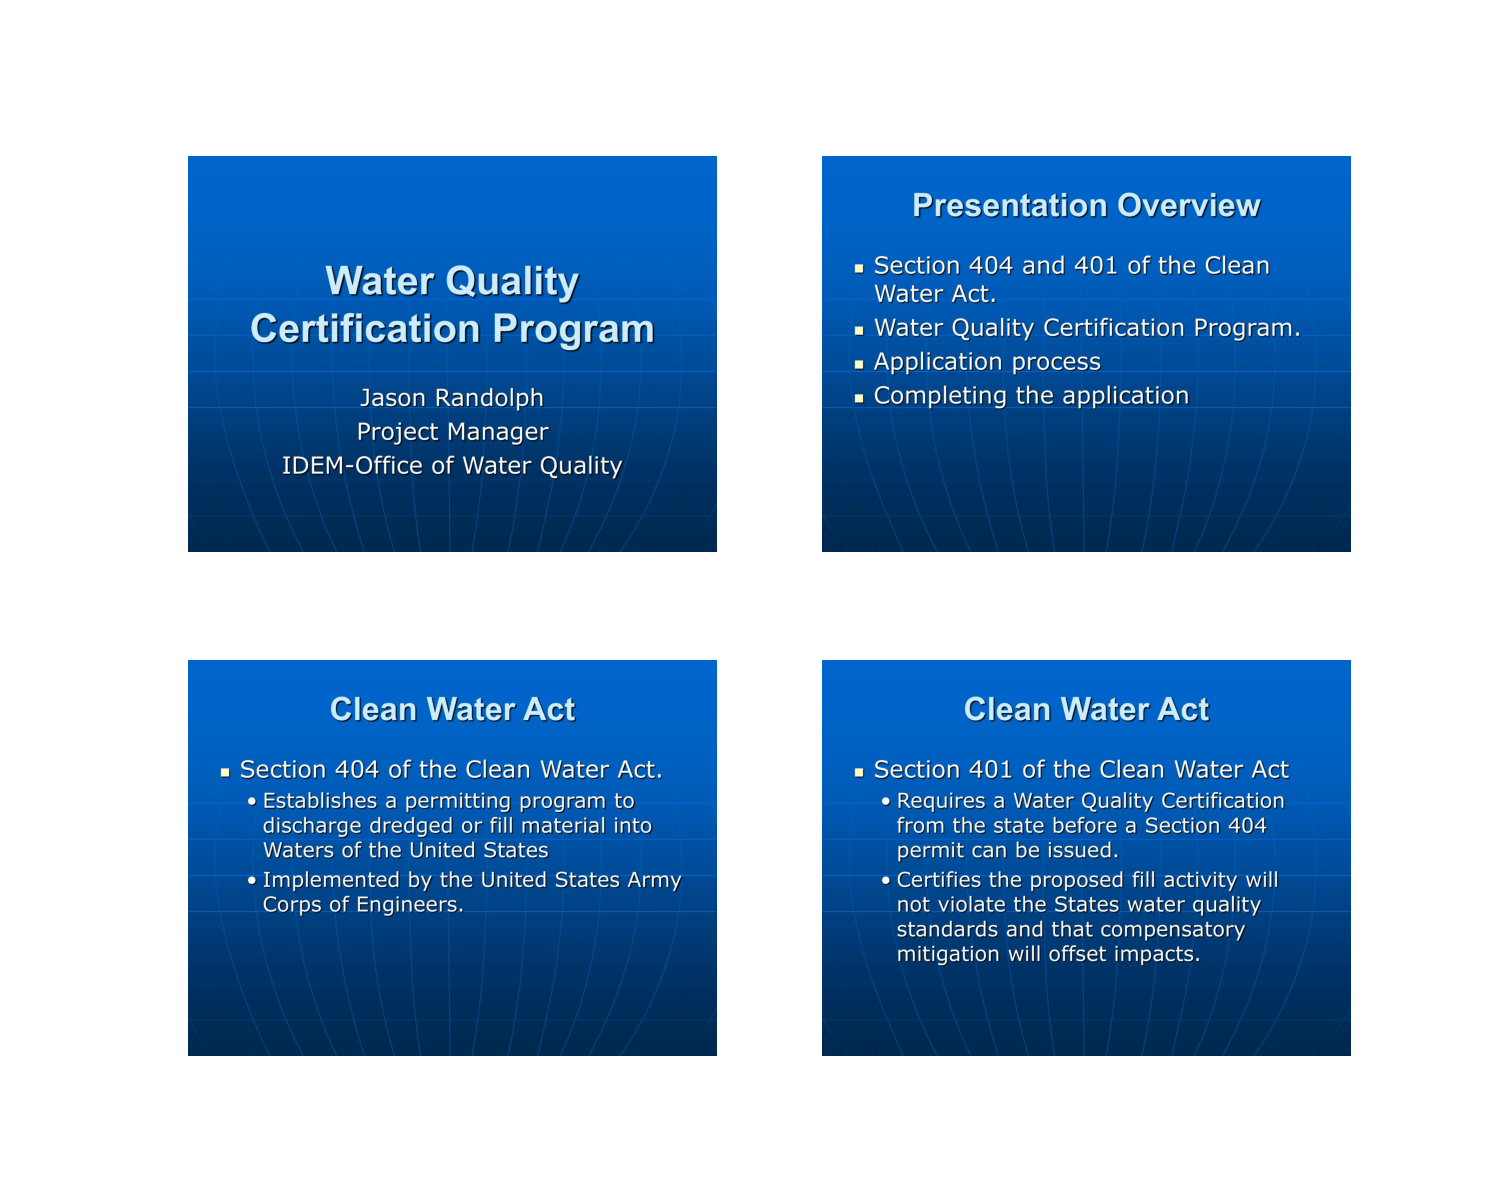 Water Quality
Certification Program
Jason Randolph
Project Manager
IDEM-Office of Water Quality
Presentation Overview
Section 404 and 401 of the Clean
Water Act.
Water Quality Certification Program.
Application process
Completing the application
Clean Water Act
Section 404 of the Clean Water Act.
• Establishes a permitting program to
discharge dredged or fill material into
Waters of the United States
• Implemented by the United States Army
Corps of Engineers.
Clean Water Act
Section 401 of the Clean Water Act
• Requires a Water Quality Certification
from the state before a Section 404
permit can be issued.
• Certifies the proposed fill activity will
not violate the States water quality
standards and that compensatory
mitigation will offset impacts.